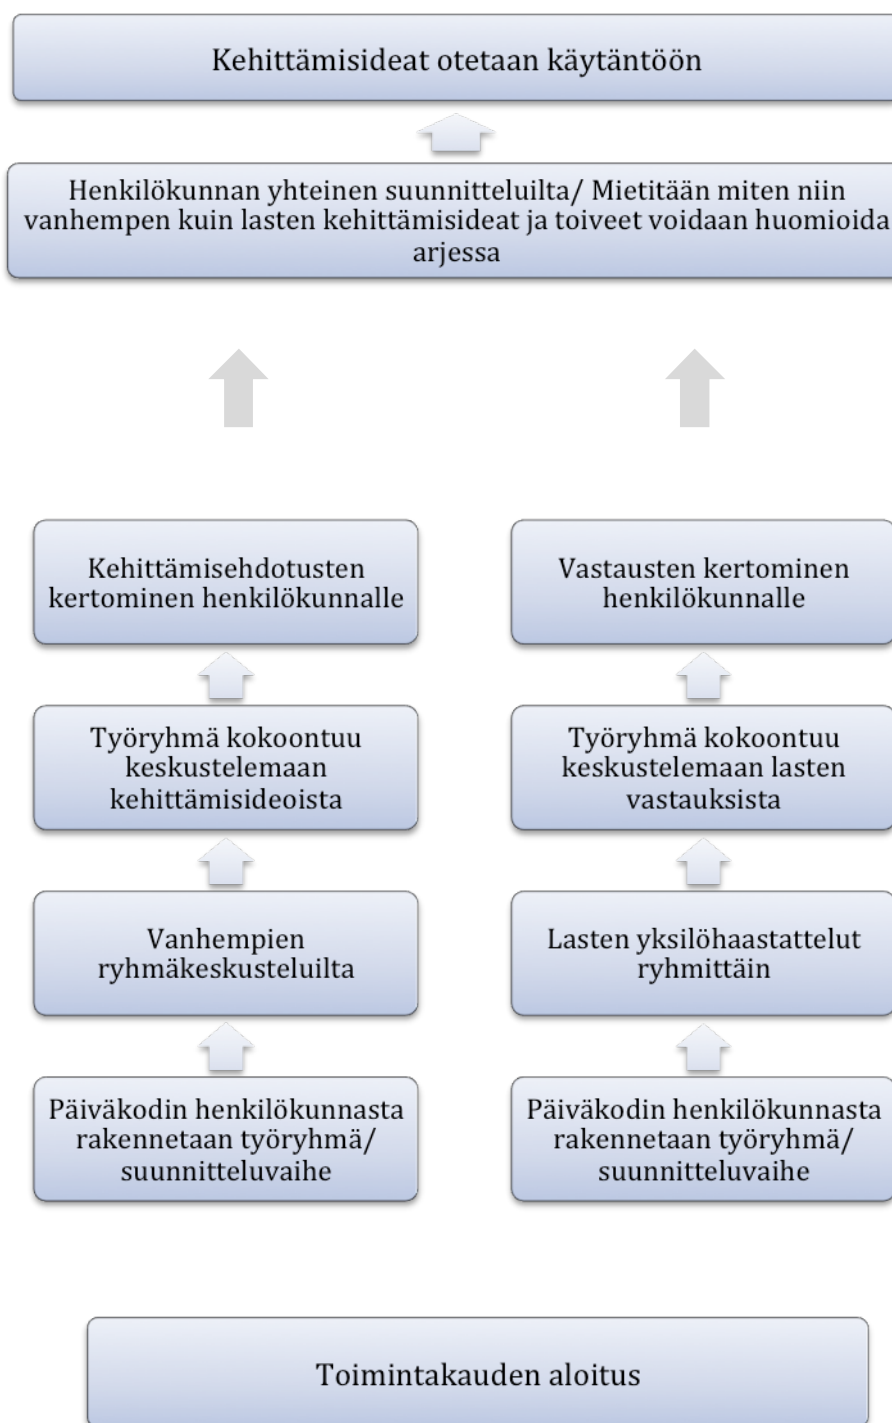 Kehittämisideat otetaan käytäntöön
Henkilökunnan yhteinen suunnitteluilta/ Mietitään miten niin
vanhempen kuin lasten kehittämisideat ja toiveet voidaan huomioida
arjessa
Kehittämisehdotusten
kertominen henkilökunnalle
Vastausten kertominen
henkilökunnalle
Työryhmä kokoontuu
keskustelemaan
kehittämisideoista
Työryhmä kokoontuu
keskustelemaan lasten
vastauksista
Vanhempien
ryhmäkeskusteluilta
Lasten yksilöhaastattelut
ryhmittäin
Päiväkodin henkilökunnasta
rakennetaan työryhmä/
suunnitteluvaihe
Päiväkodin henkilökunnasta
rakennetaan työryhmä/
suunnitteluvaihe
Toimintakauden aloitus